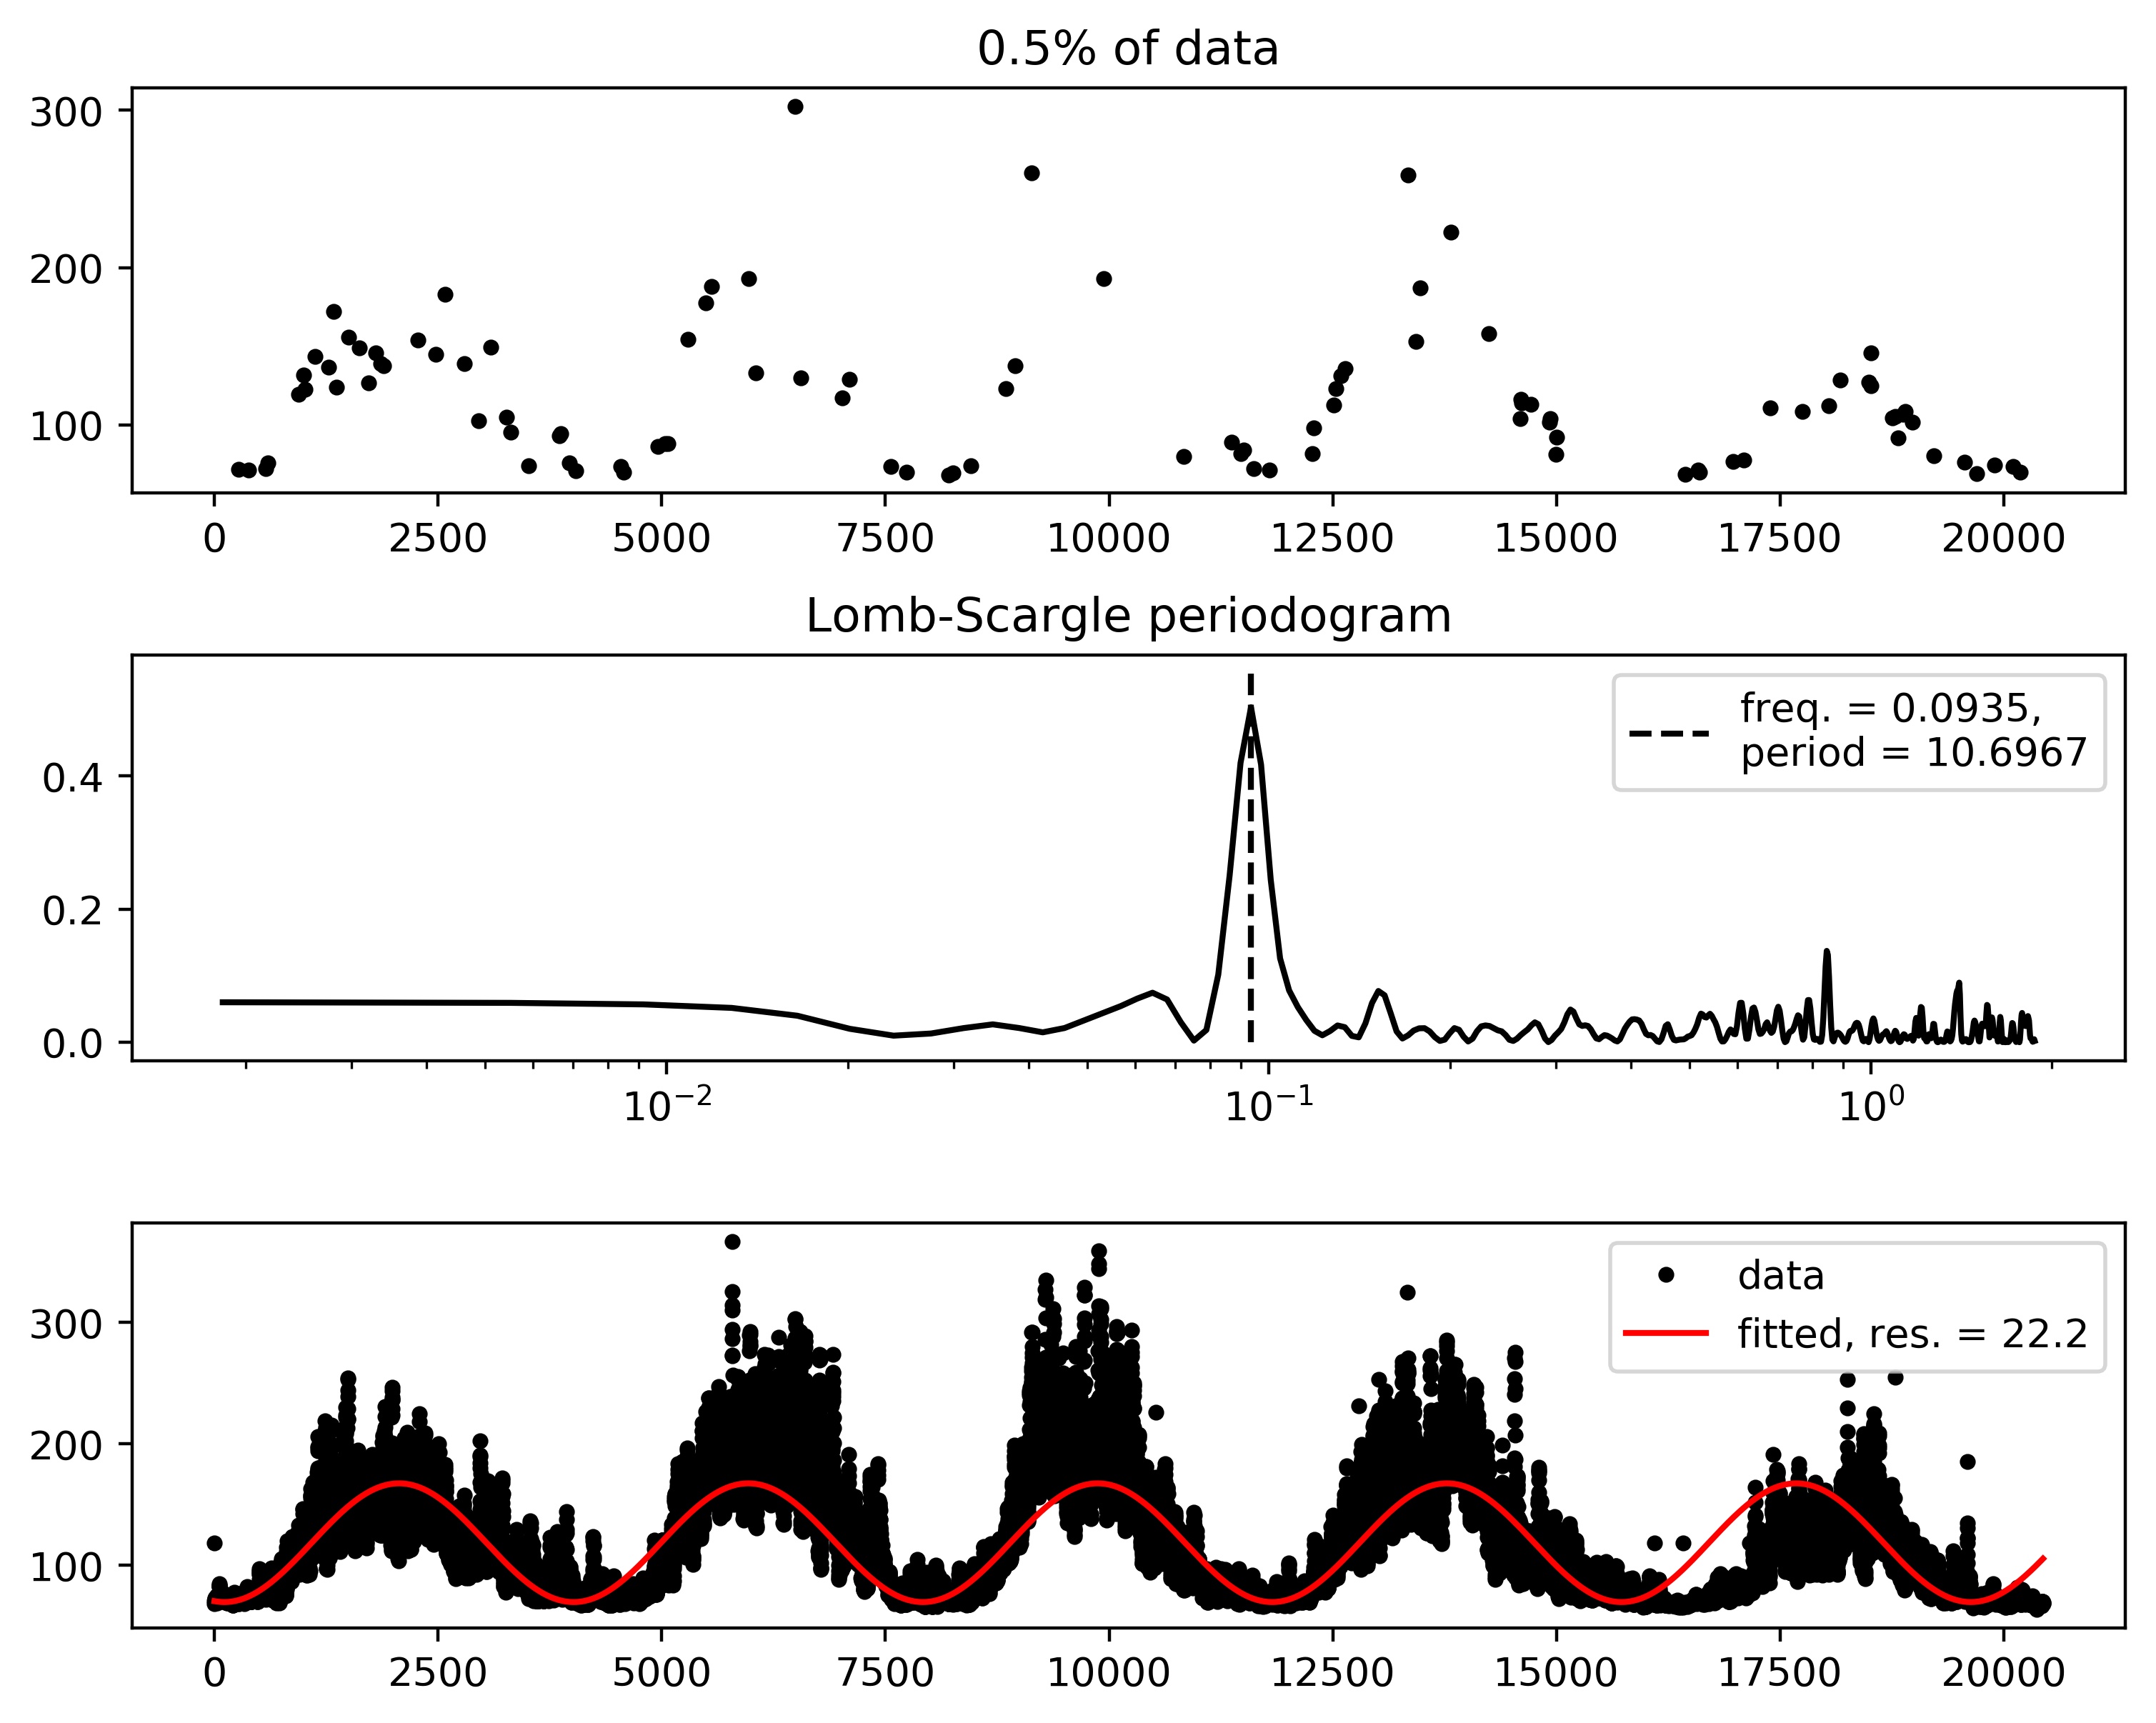 0.5% of data
300
200
100
0 2500 5000 7500 10000 12500 15000 17500 20000
Lomb-Scargle periodogram
freq. = 0.0935,
period = 10.6967
0.4
0.2
0.0
10⁻² 10⁻¹ 10⁰
data
fitted, res. = 22.2
300
200
100
0 2500 5000 7500 10000 12500 15000 17500 20000